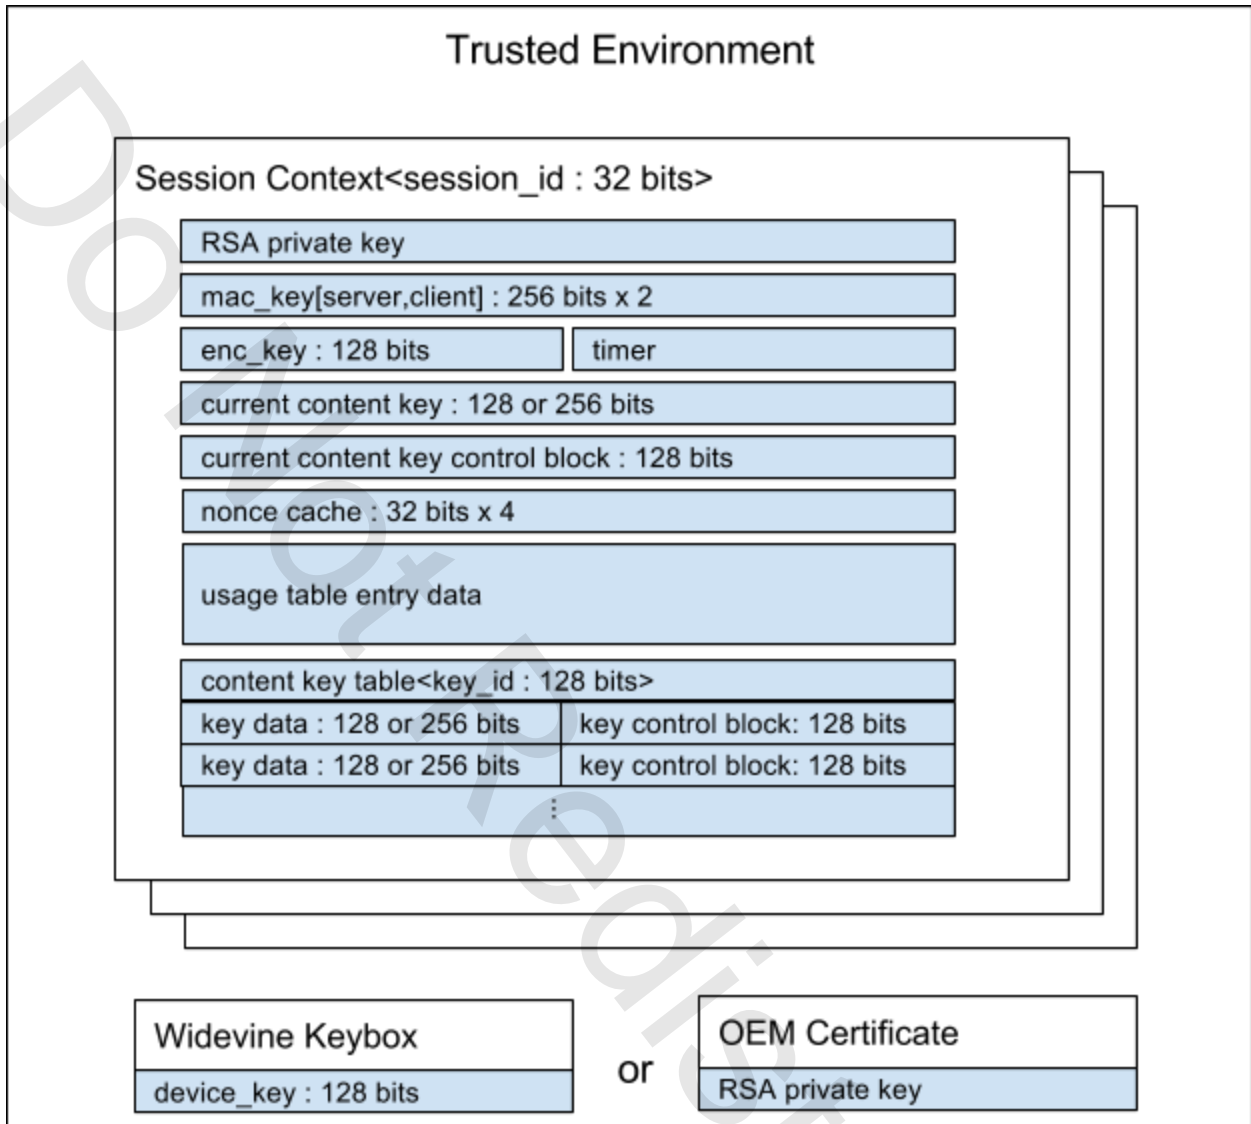 Trusted Environment
Session Context<session_id : 32 bits>
RSA private key
mac_key[server,client] : 256 bits x 2
enc_key : 128 bits
timer
current content key : 128 or 256 bits
current content key control block : 128 bits
nonce cache : 32 bits x 4
usage table entry data
content key table<key_id : 128 bits>
key data : 128 or 256 bits
key control block: 128 bits
key data : 128 or 256 bits
key control block: 128 bits
⋮
Widevine Keybox
device_key : 128 bits
or
OEM Certificate
RSA private key
Do Not Redist